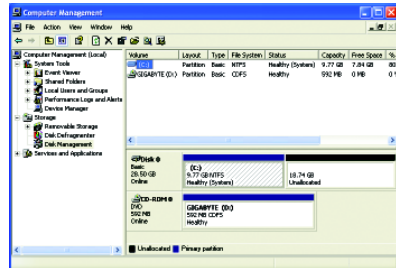 Computer Management
File Action View Window Help
Computer Management (Local)
System Tools
Event Viewer
Shared Folders
Local Users and Groups
Performance Logs and Alerts
Device Manager
Storage
Removable Storage
Disk Defragmenter
Disk Management
Services and Applications
Volume Layout Type File System Status Capacity Free Space %
(C:) Partition Basic NTFS Healthy (System) 9.77 GB 7.84 GB 80
GIGABYTE (D:) Partition Basic CDFS Healthy 592 MB 0 MB 0 %
Disk 0
Basic
28.50 GB
Online
(C:)
9.77 GB NTFS
Healthy (System)
18.74 GB
Unallocated
CD-ROM 0
DVD
592 MB
Online
GIGABYTE (D:)
592 MB CDFS
Healthy
Unallocated Primary partition